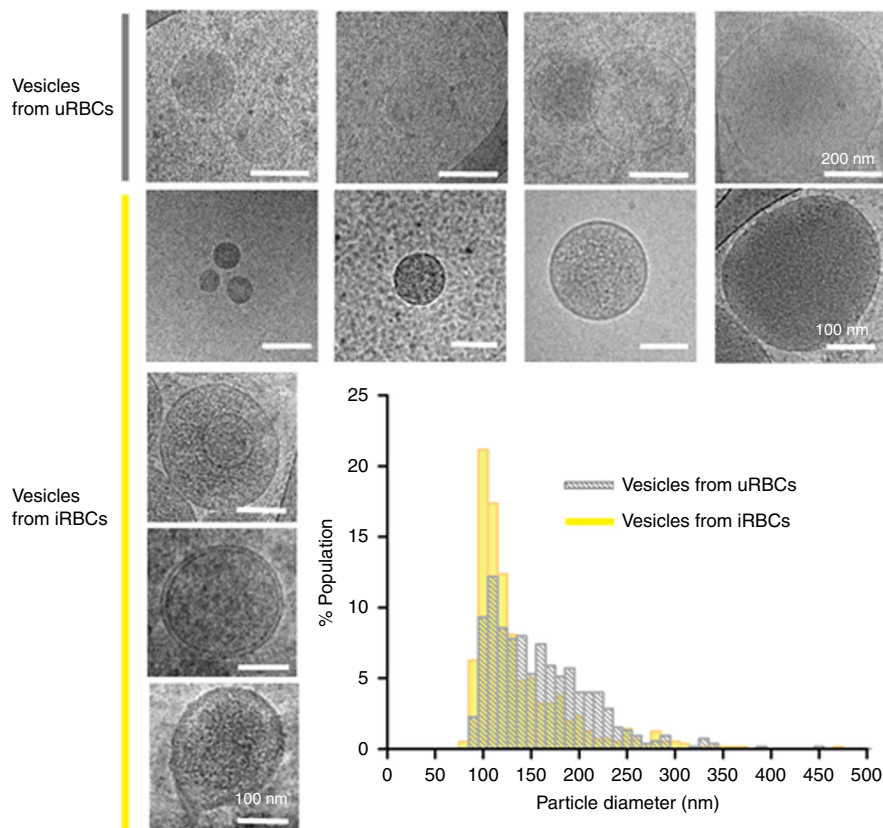 Vesicles
from uRBCs
200 nm
100 nm
Vesicles
from iRBCs
100 nm
25
20
15
10
5
0
% Population
Vesicles from uRBCs
Vesicles from iRBCs
0 50 100 150 200 250 300 350 400 450 500
Particle diameter (nm)